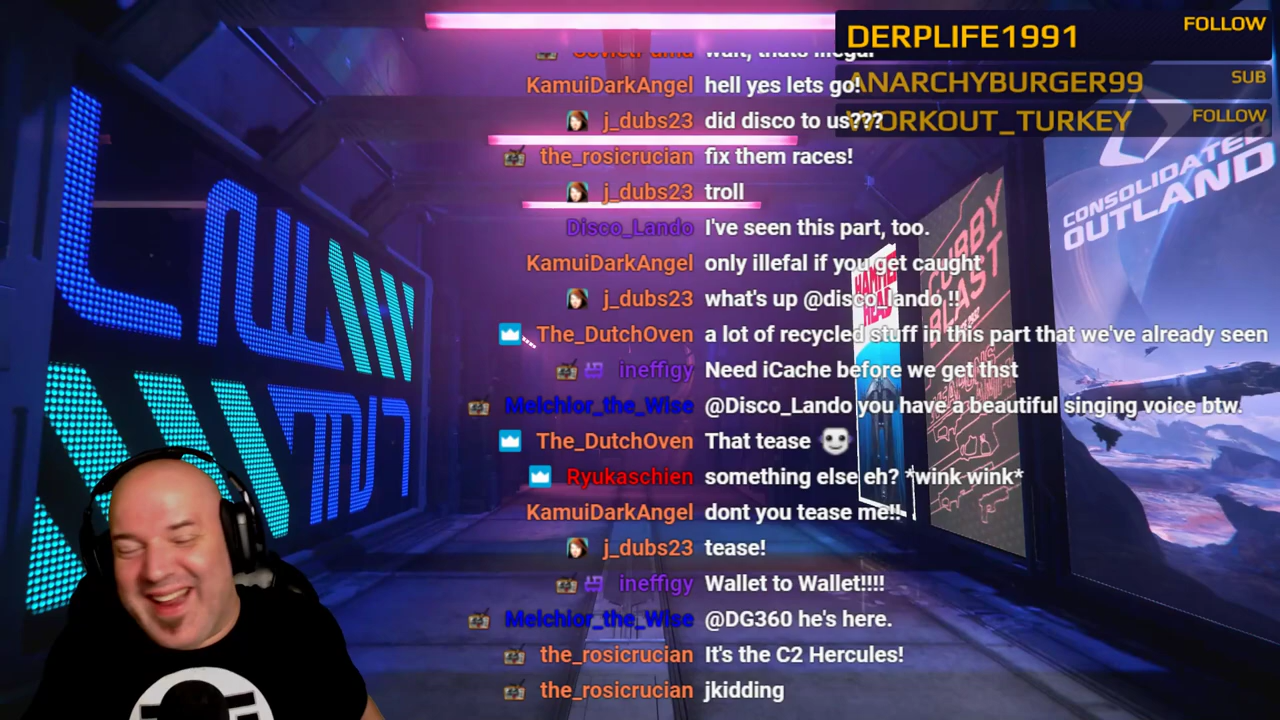 FOLLOW
DERPLIFE1991
wait, thats illegal
KamuiDarkAngel hell yes lets go!
ANARCHYBURGER99 SUB
j_dubs23 did disco to us???
WORKOUT_TURKEY FOLLOW
the_rosicrucian fix them races!
j_dubs23 troll
Disco_Lando I've seen this part, too.
KamuiDarkAngel only illefal if you get caught
j_dubs23 what's up @disco_lando !!
The_DutchOven a lot of recycled stuff in this part that we've already seen
ineffigy Need iCache before we get thst
Melchior_the_Wise @Disco_Lando you have a beautiful singing voice btw.
The_DutchOven That tease
Ryukaschien something else eh? *wink wink*
KamuiDarkAngel dont you tease me!!
j_dubs23 tease!
ineffigy Wallet to Wallet!!!!
Melchior_the_Wise @DG360 he's here.
the_rosicrucian It's the C2 Hercules!
the_rosicrucian jkidding
CONSOLIDATED
OUTLAND
HEAD
BLAST